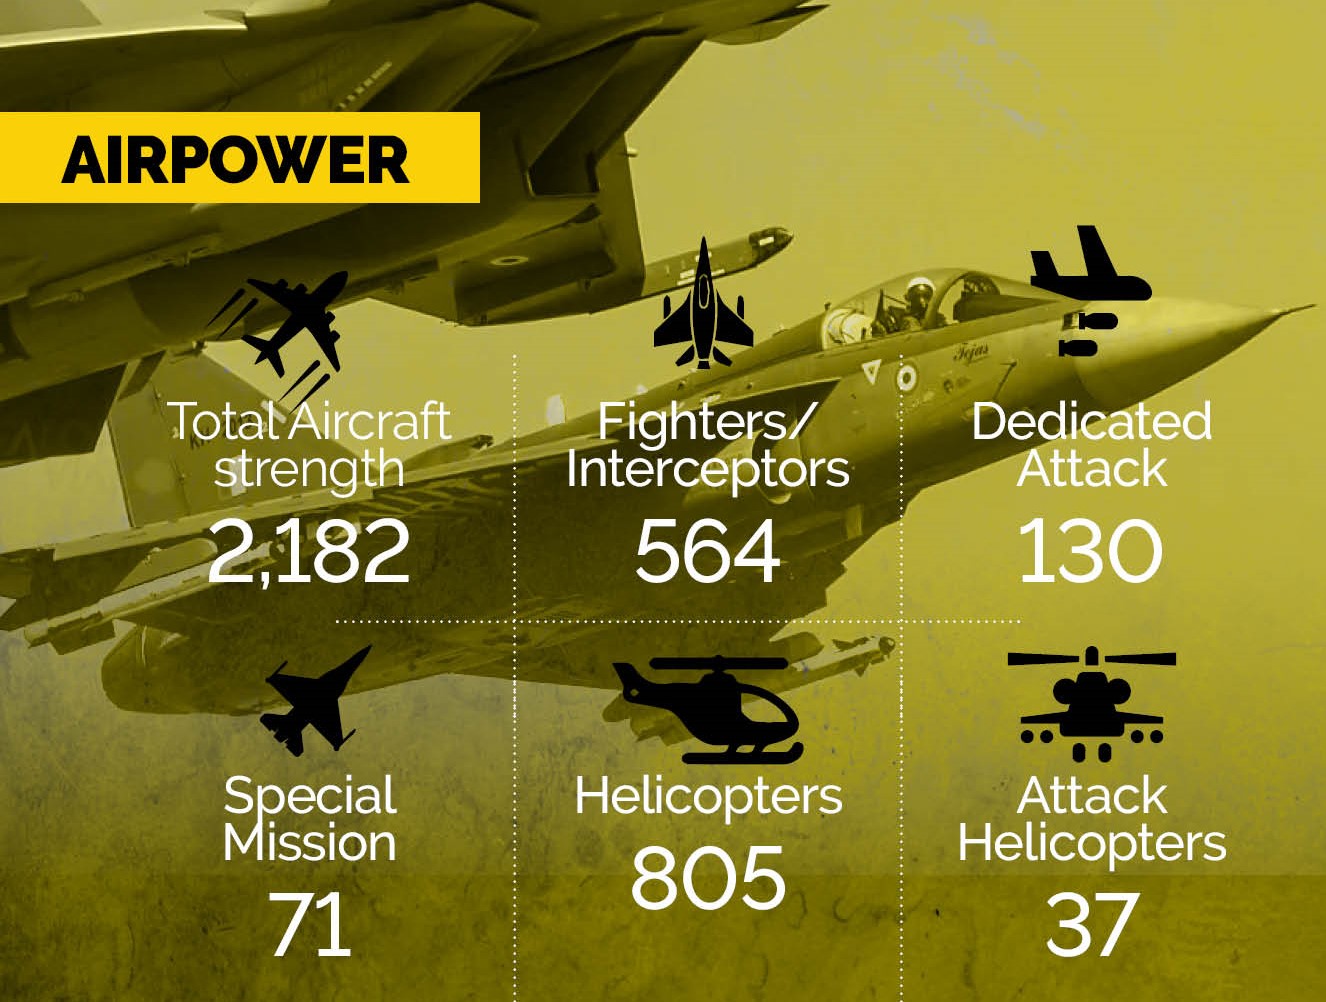 AIRPOWER
Total Aircraft
strength
2,182
Fighters/
Interceptors
564
Dedicated
Attack
130
Tejas
Special
Mission
71
Helicopters
805
Attack
Helicopters
37